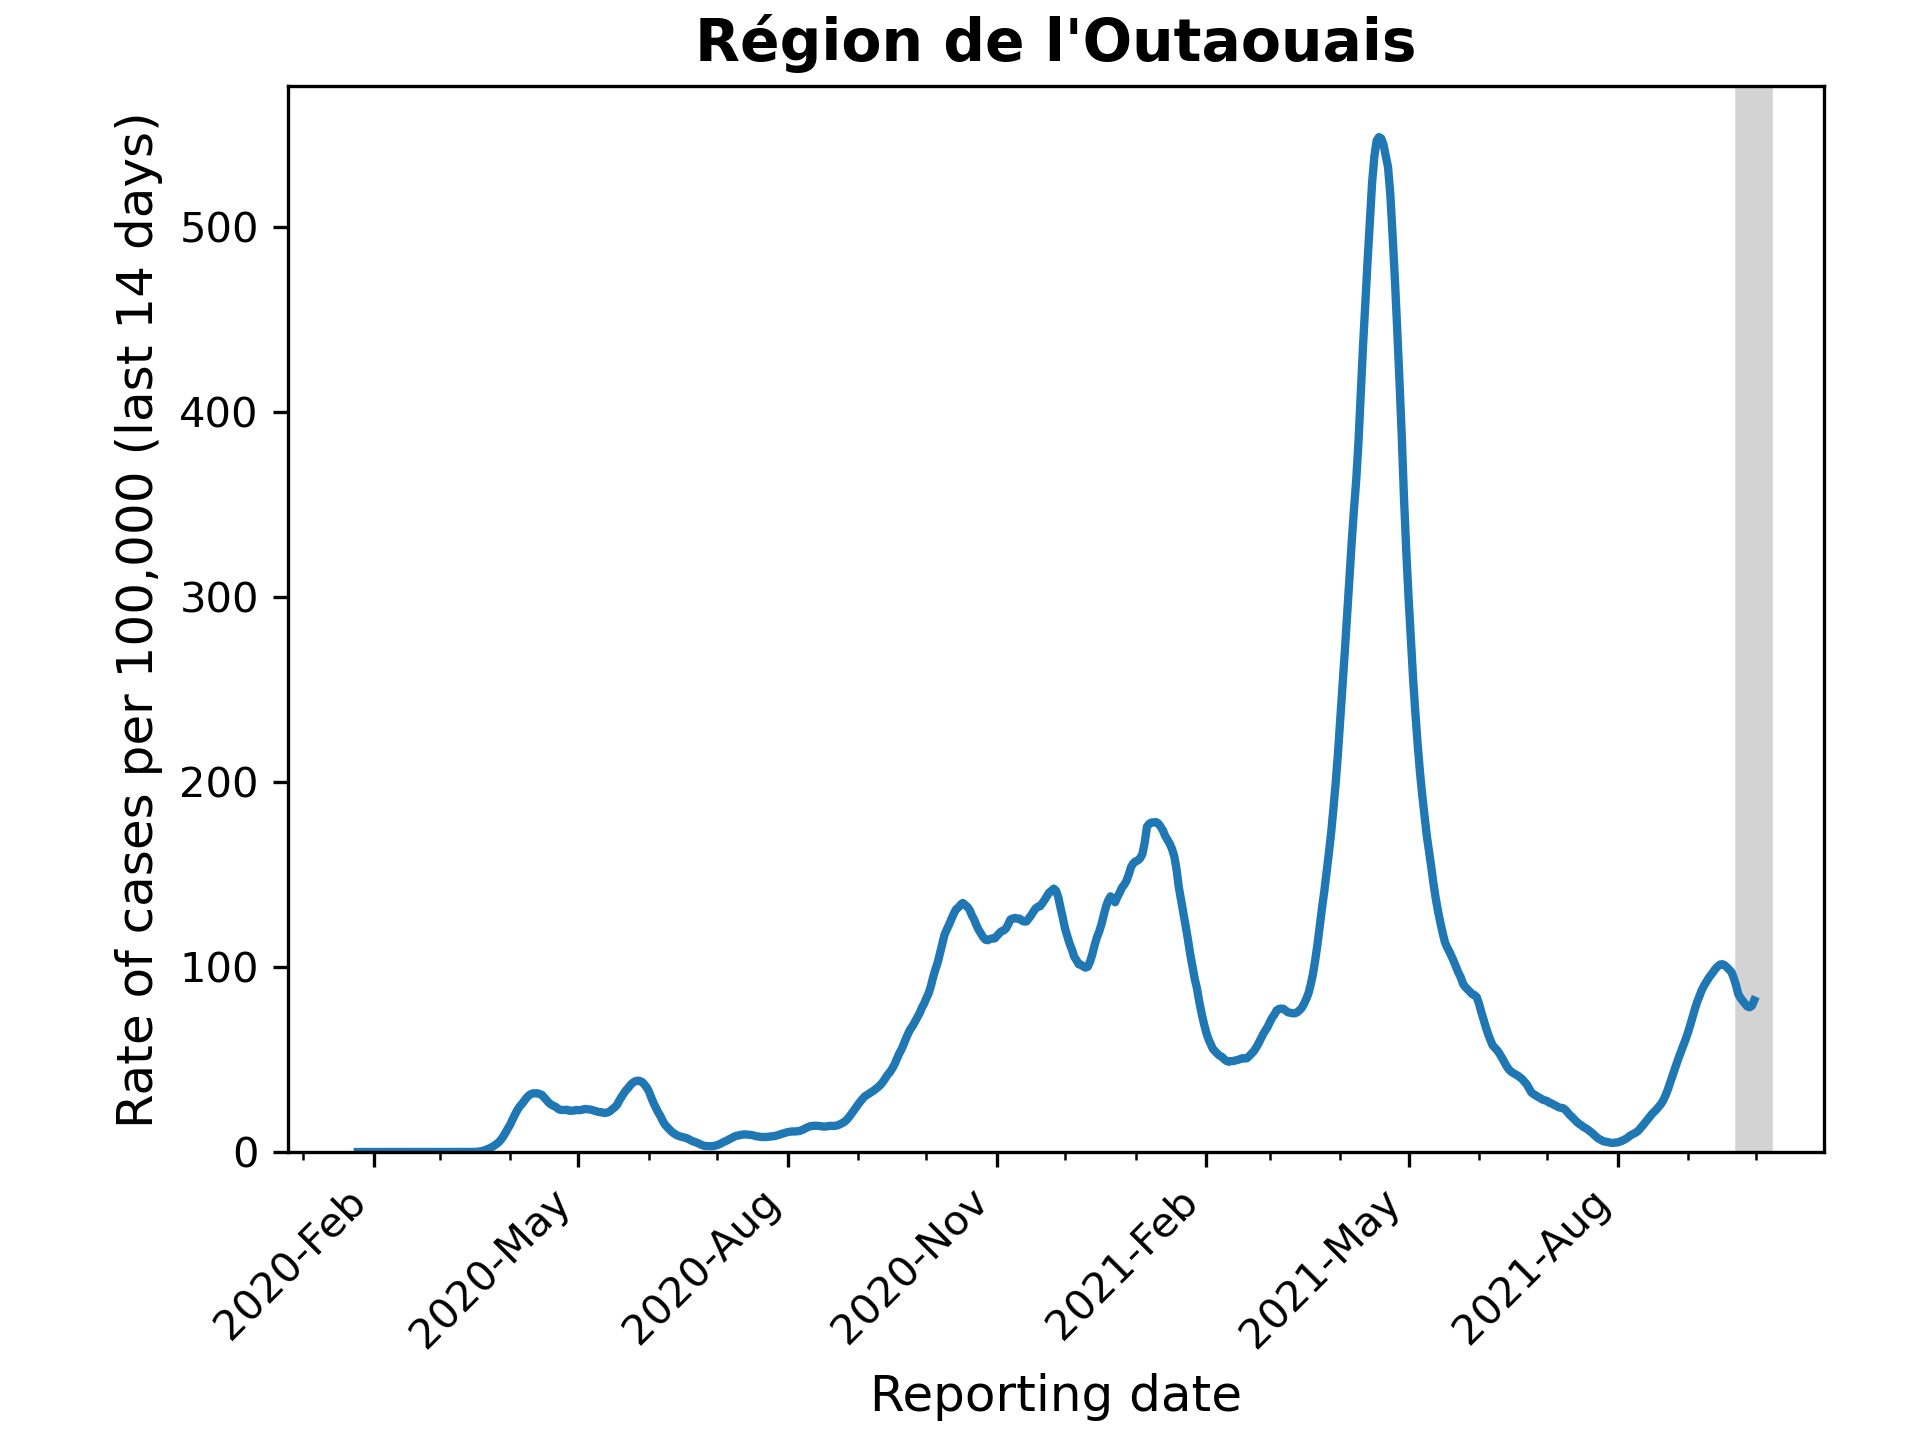 Région de l'Outaouais
Rate of cases per 100,000 (last 14 days)
500
400
300
200
100
0
2020-Feb
2020-May
2020-Aug
2020-Nov
2021-Feb
2021-May
2021-Aug
Reporting date